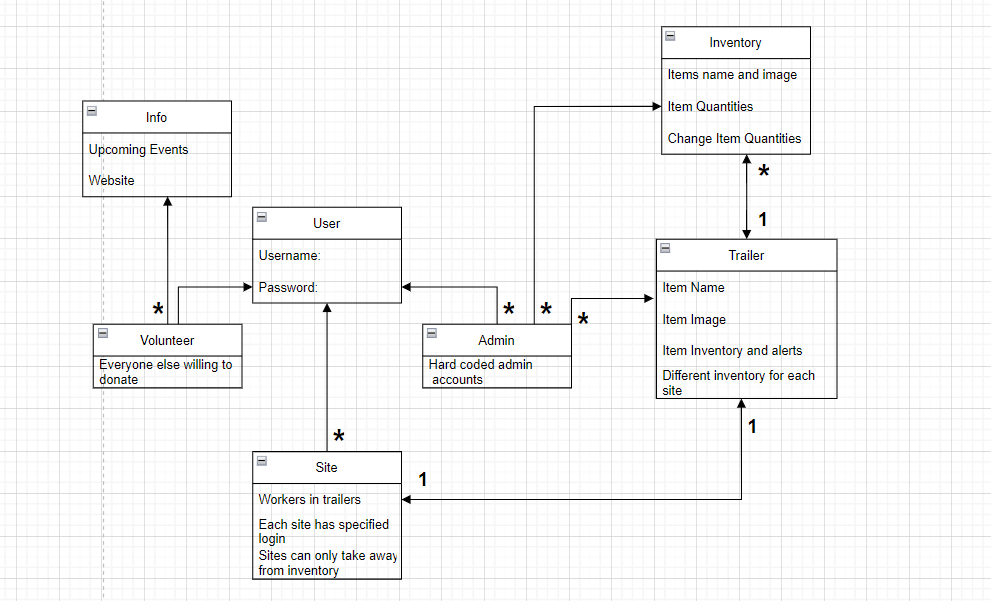 Inventory
Items name and image
Item Quantities
Change Item Quantities
*
1
Info
Upcoming Events
Website
User
Username:
Password:
Trailer
Item Name
Item Image
Item Inventory and alerts
Different inventory for each
site
*
Volunteer
Everyone else willing to
donate
*
*
*
Admin
Hard coded admin
accounts
*
1
1
Site
Workers in trailers
Each site has specified
login
Sites can only take away
from inventory